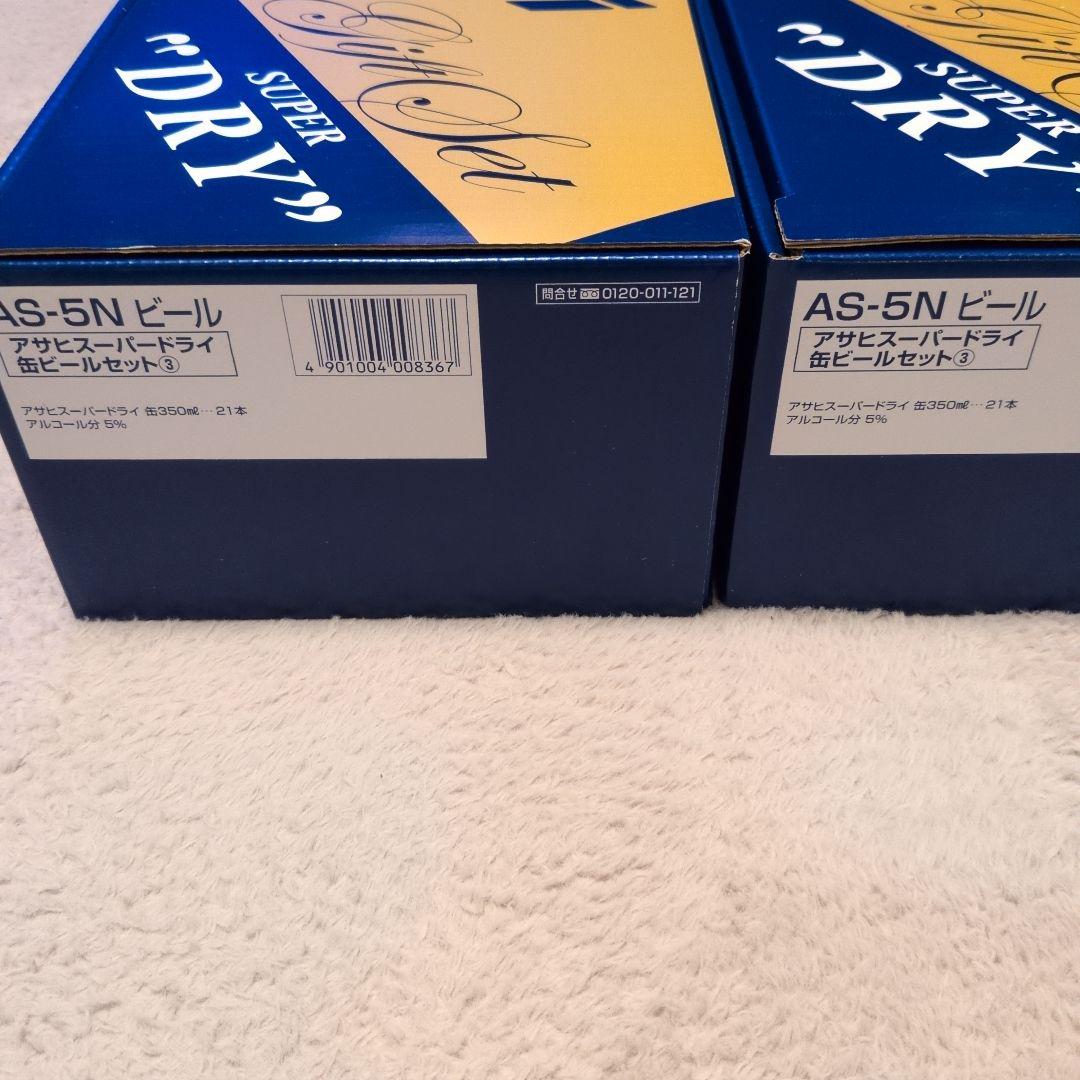 Gift Set
SUPER
“DRY”
AS-5N ビール
アサヒスーパードライ
缶ビールセット③
アサヒスーパードライ 缶350㎖…21本
アルコール分 5%
4 901004 008367
問合せ 0120-011-121
Gift Set
SUPER
“DRY
AS-5N ビール
アサヒスーパードライ
缶ビールセット③
アサヒスーパードライ 缶350㎖…21本
アルコール分 5%